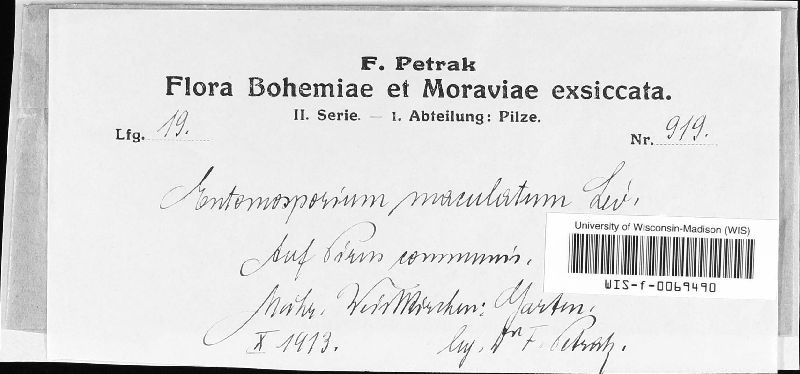 F. Petrak
Flora Bohemiae et Moraviae exsiccata.
II. Serie. — 1. Abteilung: Pilze.
Lfg. 19.
Nr. 919.
Entomosporium maculatum Lév.
Auf Pirus communis.
Mähr. Weisskirchen: Garten.
X 1913.
leg. Dr F. Petrak.
University of Wisconsin-Madison (WIS)
WIS-f-0069490